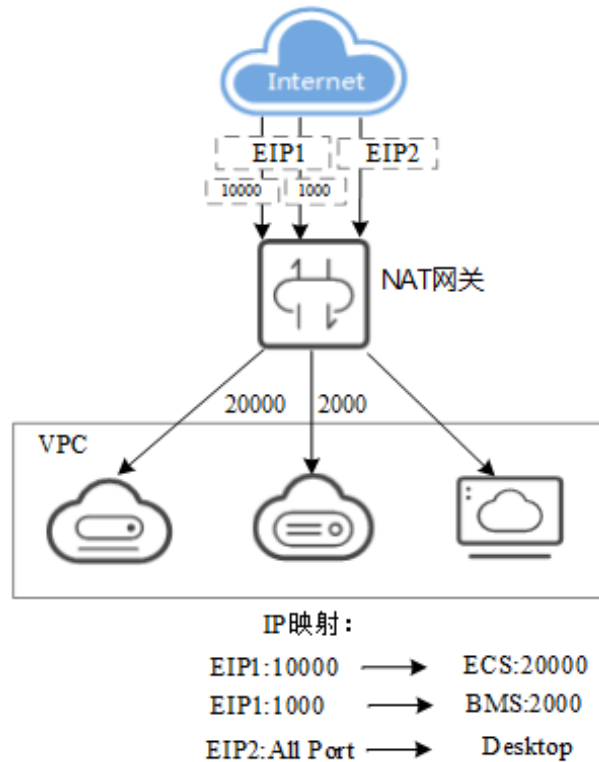 Internet
EIP1 EIP2
10000 1000
NAT网关
20000 2000
VPC
IP映射：
EIP1:10000 ECS:20000
EIP1:1000 BMS:2000
EIP2:All Port Desktop